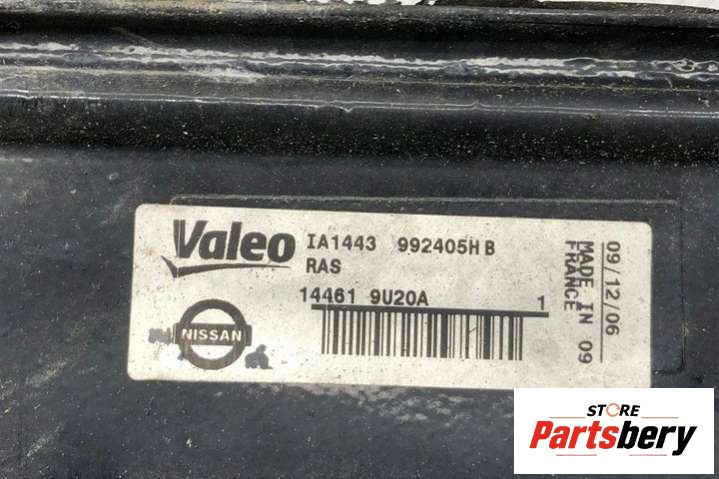 Valeo IA1443 992405H B
RAS
14461 9U20A 1
NISSAN
09/12/06
MADE IN 09
FRANCE
STORE
Partsbery